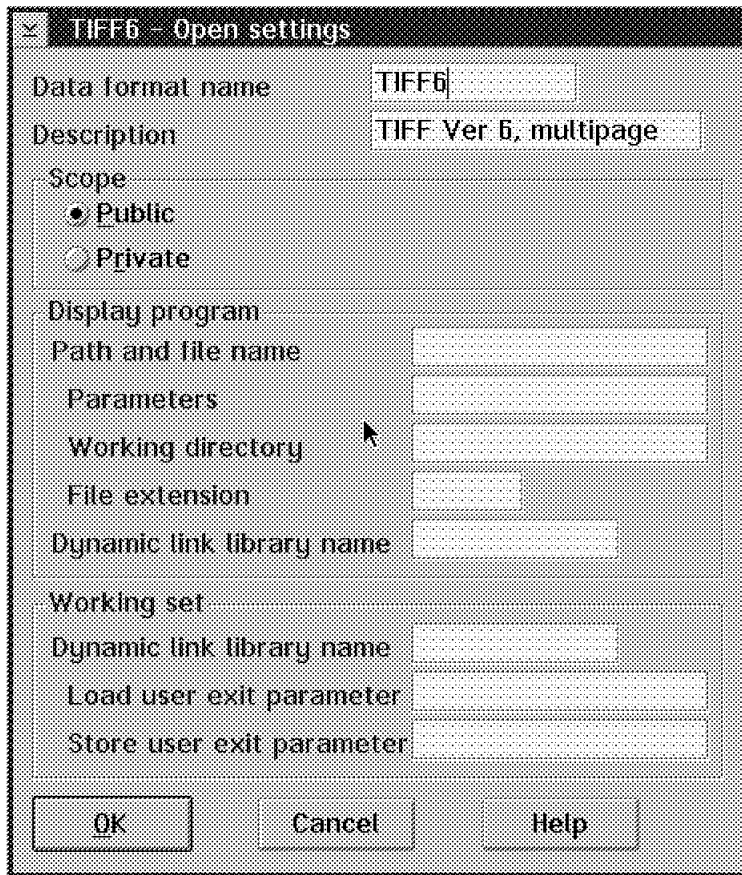 TIFF6 - Open settings
Data format name TIFF6
Description TIFF Ver 6, multipage
Scope
Public
Private
Display program
Path and file name
Parameters
Working directory
File extension
Dynamic link library name
Working set
Dynamic link library name
Load user exit parameter
Store user exit parameter
OK Cancel Help